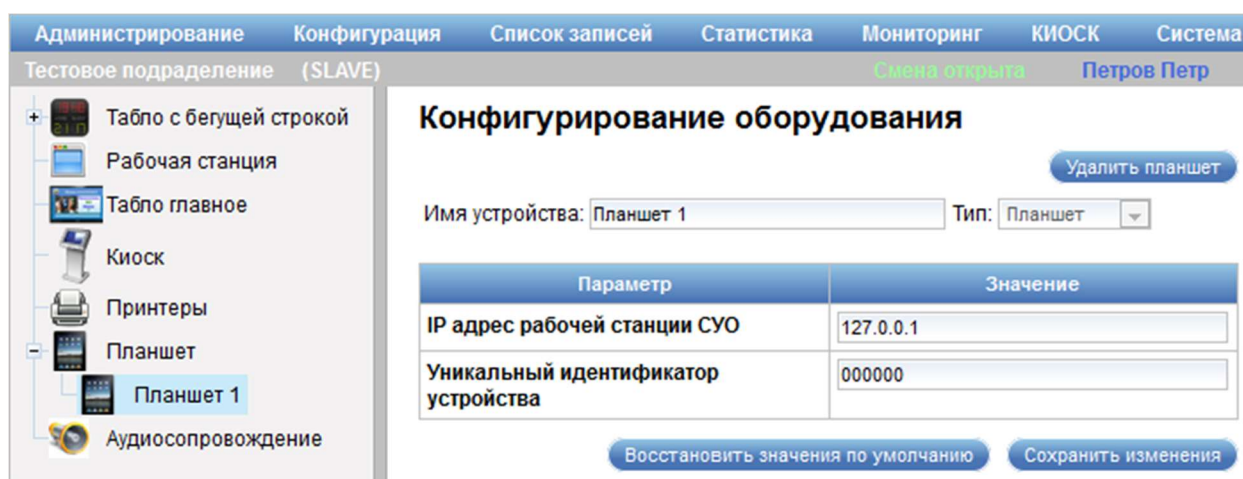 Администрирование Конфигурация Список записей Статистика Мониторинг КИОСК Система
Тестовое подраделение (SLAVE) Смена открыта Петров Петр
Табло с бегущей строкой
Рабочая станция
Табло главное
Киоск
Принтеры
Планшет
Планшет 1
Аудиосопровождение
Конфигурирование оборудования
Удалить планшет
Имя устройства: Планшет 1 Тип: Планшет
Параметр Значение
IP адрес рабочей станции СУО 127.0.0.1
Уникальный идентификатор 000000
устройства
Восстановить значения по умолчанию Сохранить изменения